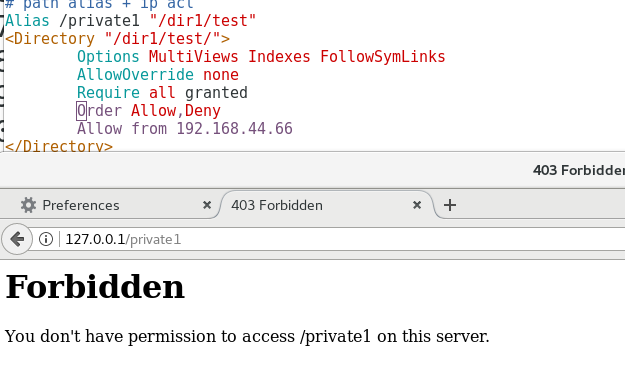 # path alias + ip acl
Alias /private1 "/dir1/test"
<Directory "/dir1/test/">
Options MultiViews Indexes FollowSymLinks
AllowOverride none
Require all granted
Order Allow,Deny
Allow from 192.168.44.66
</Directory>
403 Forbidden
Preferences
403 Forbidden
127.0.0.1/private1
Forbidden
You don't have permission to access /private1 on this server.